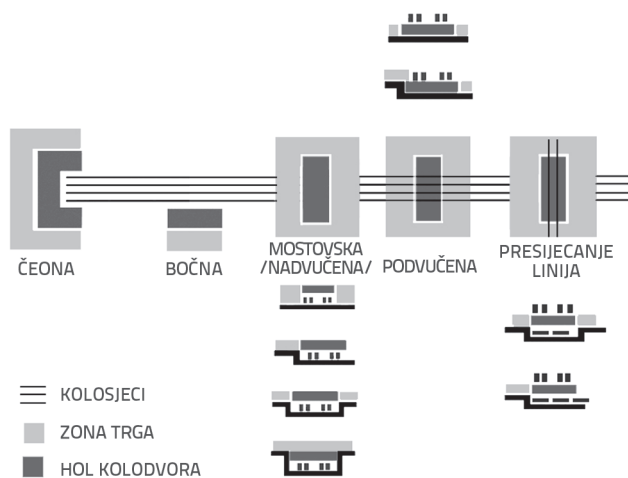 ČEONA
BOČNA
MOSTOVSKA
/NADVUČENA/
PODVUČENA
PRESIJECANJE
LINIJA
KOLOSJECI
ZONA TRGA
HOL KOLODVORA